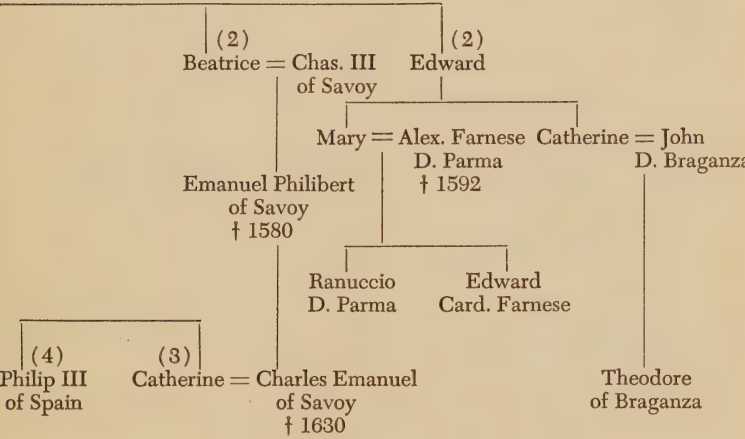 (2)
(2)
Beatrice = Chas. III
of Savoy
Edward
Mary = Alex. Farnese
D. Parma
† 1592
Catherine = John
D. Braganza
Emanuel Philibert
of Savoy
† 1580
Ranuccio
D. Parma
Edward
Card. Farnese
(4)
(3)
Philip III
of Spain
Catherine = Charles Emanuel
of Savoy
† 1630
Theodore
of Braganza